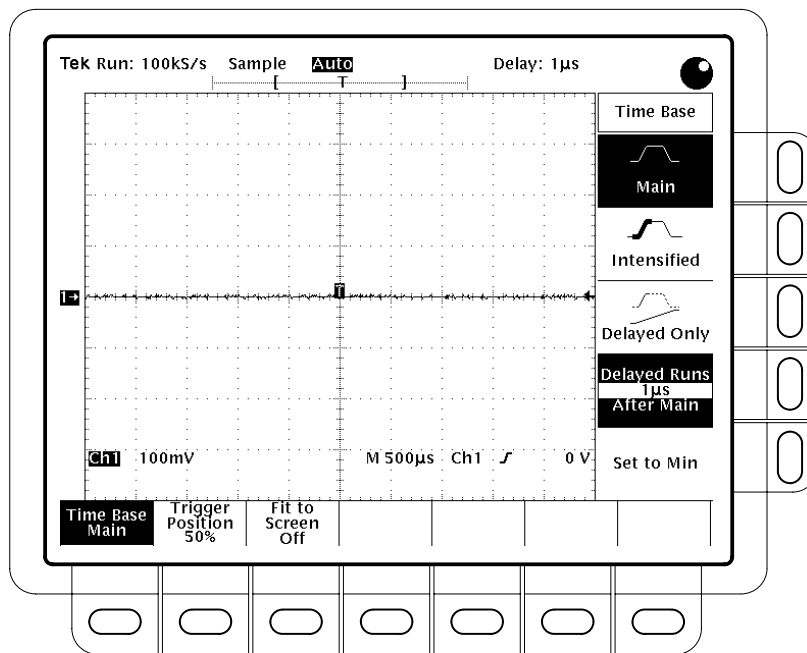 Tek Run: 100kS/s Sample Auto Delay: 1µs
[ T ]
Time Base
Main
Intensified
1→ T
Delayed Only
Delayed Runs
1µs
After Main
Ch1 100mV M 500µs Ch1 0 V
Set to Min
Time Base
Main
Trigger
Position
50%
Fit to
Screen
Off